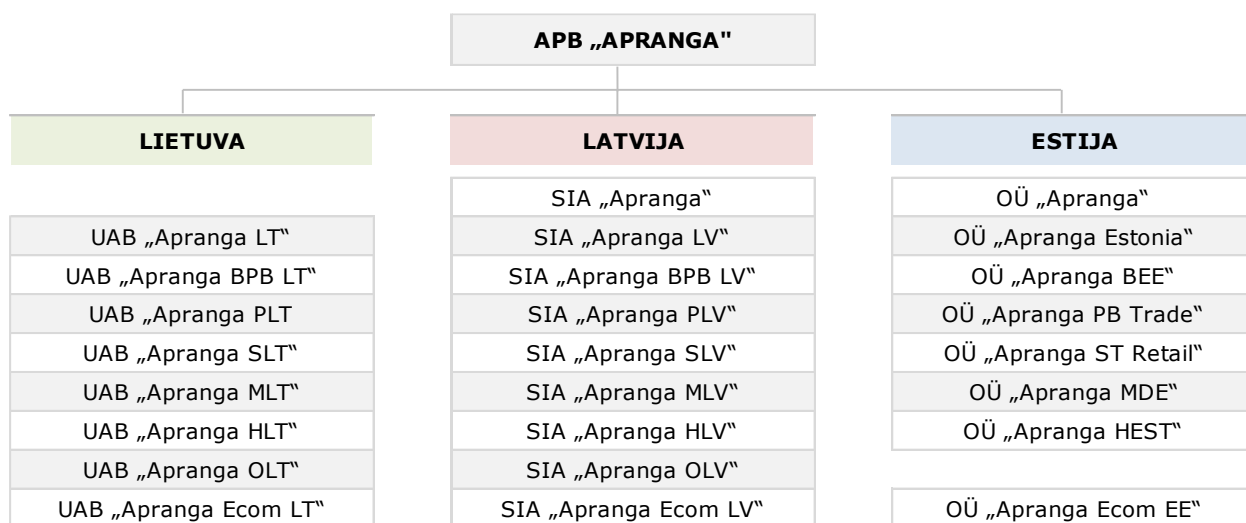 APB „APRANGA"
LIETUVA
UAB „Apranga LT‟
UAB „Apranga BPB LT‟
UAB „Apranga PLT
UAB „Apranga SLT‟
UAB „Apranga MLT‟
UAB „Apranga HLT‟
UAB „Apranga OLT‟
UAB „Apranga Ecom LT‟
LATVIJA
SIA „Apranga‟
SIA „Apranga LV‟
SIA „Apranga BPB LV‟
SIA „Apranga PLV‟
SIA „Apranga SLV‟
SIA „Apranga MLV‟
SIA „Apranga HLV‟
SIA „Apranga OLV‟
SIA „Apranga Ecom LV‟
ESTIJA
OÜ „Apranga‟
OÜ „Apranga Estonia‟
OÜ „Apranga BEE‟
OÜ „Apranga PB Trade‟
OÜ „Apranga ST Retail‟
OÜ „Apranga MDE‟
OÜ „Apranga HEST‟
OÜ „Apranga Ecom EE‟